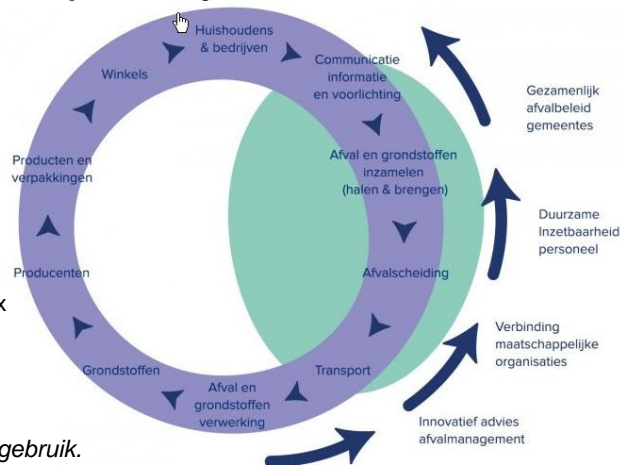 Huishoudens
& bedrijven
Communicatie
informatie
en voorlichting
Afval en grondstoffen
inzamelen
(halen & brengen)
Afvalscheiding
Transport
Afval en
grondstoffen
verwerking
Grondstoffen
Producenten
Producten en
verpakkingen
Winkels
Gezamenlijk
afvalbeleid
gemeentes
Duurzame
Inzetbaarheid
personeel
Verbinding
maatschappelijke
organisaties
Innovatief advies
afvalmanagement
x
gebruik.